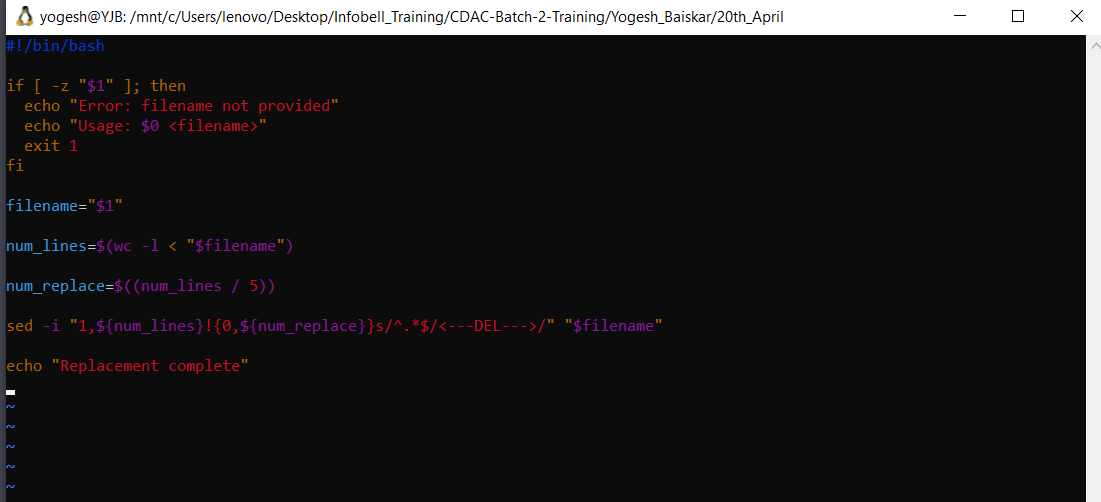 yogesh@YJB: /mnt/c/Users/lenovo/Desktop/Infobell_Training/CDAC-Batch-2-Training/Yogesh_Baiskar/20th_April
#!/bin/bash
if [ -z "$1" ]; then
  echo "Error: filename not provided"
  echo "Usage: $0 <filename>"
  exit 1
fi
filename="$1"
num_lines=$(wc -l < "$filename")
num_replace=$((num_lines / 5))
sed -i "1,${num_lines}!{0,${num_replace}}s/^.*$/<---DEL--->/" "$filename"
echo "Replacement complete"
~
~
~
~
~